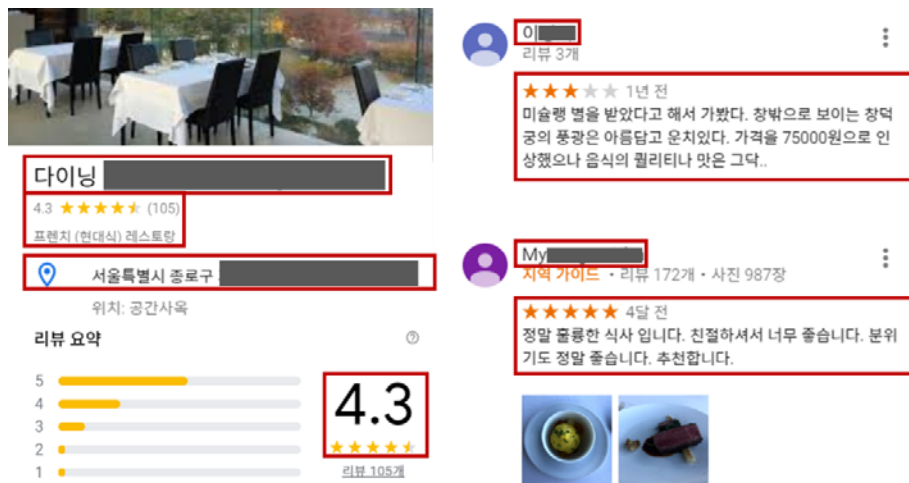 다이닝
4.3 ★★★★★ (105)
프렌치 (현대식) 레스토랑
서울특별시 종로구
위치: 공간사옥
리뷰 요약
5
4
3
2
1
4.3
리뷰 105개
이
리뷰 3개
★★★★★ 1년 전
미슐랭 별을 받았다고 해서 가봤다. 창밖으로 보이는 창덕
궁의 풍광은 아름답고 운치있다. 가격을 75000원으로 인
상했으나 음식의 퀄리티나 맛은 그닥..
My
지역 가이드 · 리뷰 172개 · 사진 987장
★★★★★ 4달 전
정말 훌륭한 식사 입니다. 친절하셔서 너무 좋습니다. 분위
기도 정말 좋습니다. 추천합니다.